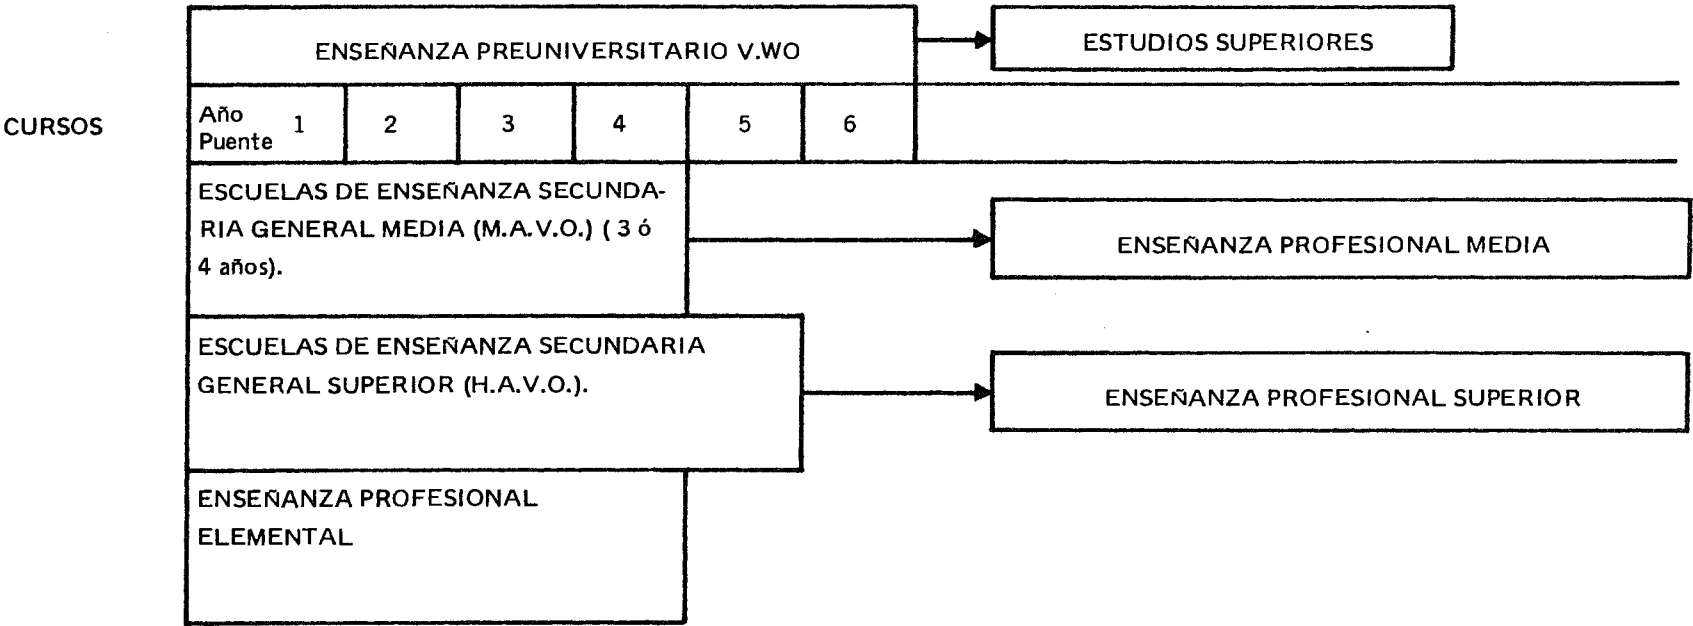 ENSEÑANZA PREUNIVERSITARIO V.WO
ESTUDIOS SUPERIORES
CURSOS
Año
Puente 1 2 3 4 5 6
ESCUELAS DE ENSEÑANZA SECUNDA-
RIA GENERAL MEDIA (M.A.V.O.) ( 3 ó
4 años).
ENSEÑANZA PROFESIONAL MEDIA
ESCUELAS DE ENSEÑANZA SECUNDARIA
GENERAL SUPERIOR (H.A.V.O.).
ENSEÑANZA PROFESIONAL SUPERIOR
ENSEÑANZA PROFESIONAL
ELEMENTAL